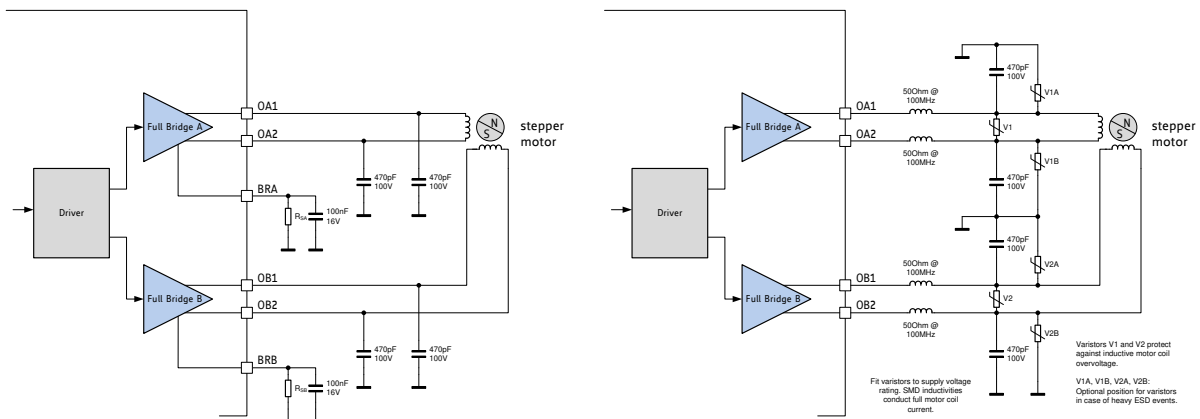 Full Bridge A
OA1
OA2
N
S
stepper
motor
470pF
100V
470pF
100V
BRA
R_SA
100nF
16V
Driver
Full Bridge B
OB1
OB2
470pF
100V
470pF
100V
BRB
R_SB
100nF
16V
470pF
100V
V1A
50Ohm @
100MHz
Full Bridge A
OA1
OA2
V1
N
S
stepper
motor
50Ohm @
100MHz
V1B
470pF
100V
Driver
470pF
100V
V2A
50Ohm @
100MHz
Full Bridge B
OB1
OB2
V2
50Ohm @
100MHz
V2B
470pF
100V
Fit varistors to supply voltage
rating. SMD inductivities
conduct full motor coil
current.
Varistors V1 and V2 protect
against inductive motor coil
overvoltage.
V1A, V1B, V2A, V2B:
Optional position for varistors
in case of heavy ESD events.